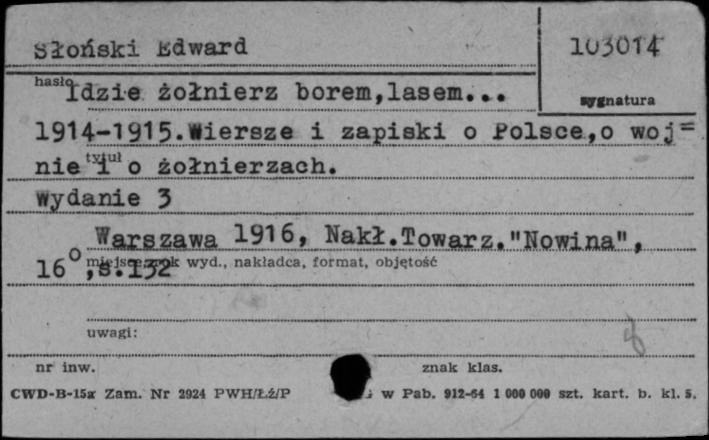 Słoński Edward
103014
hasło
Idzie żołnierz borem,lasem...
sygnatura
1914-1915.Wiersze i zapiski o Polsce,o woj=
tytuł
nie i o żołnierzach.
Wydanie 3
Warszawa 1916, Nakł.Towarz."Nowina",
16°,s.132
miejsce, rok wyd., nakładca, format, objętość
uwagi:
8
nr inw.
znak klas.
CWD-B-15a Zam. Nr 2924 PWH/Łź/P
w Pab. 912-64 1 000 000 szt. kart. b. kl. 5.